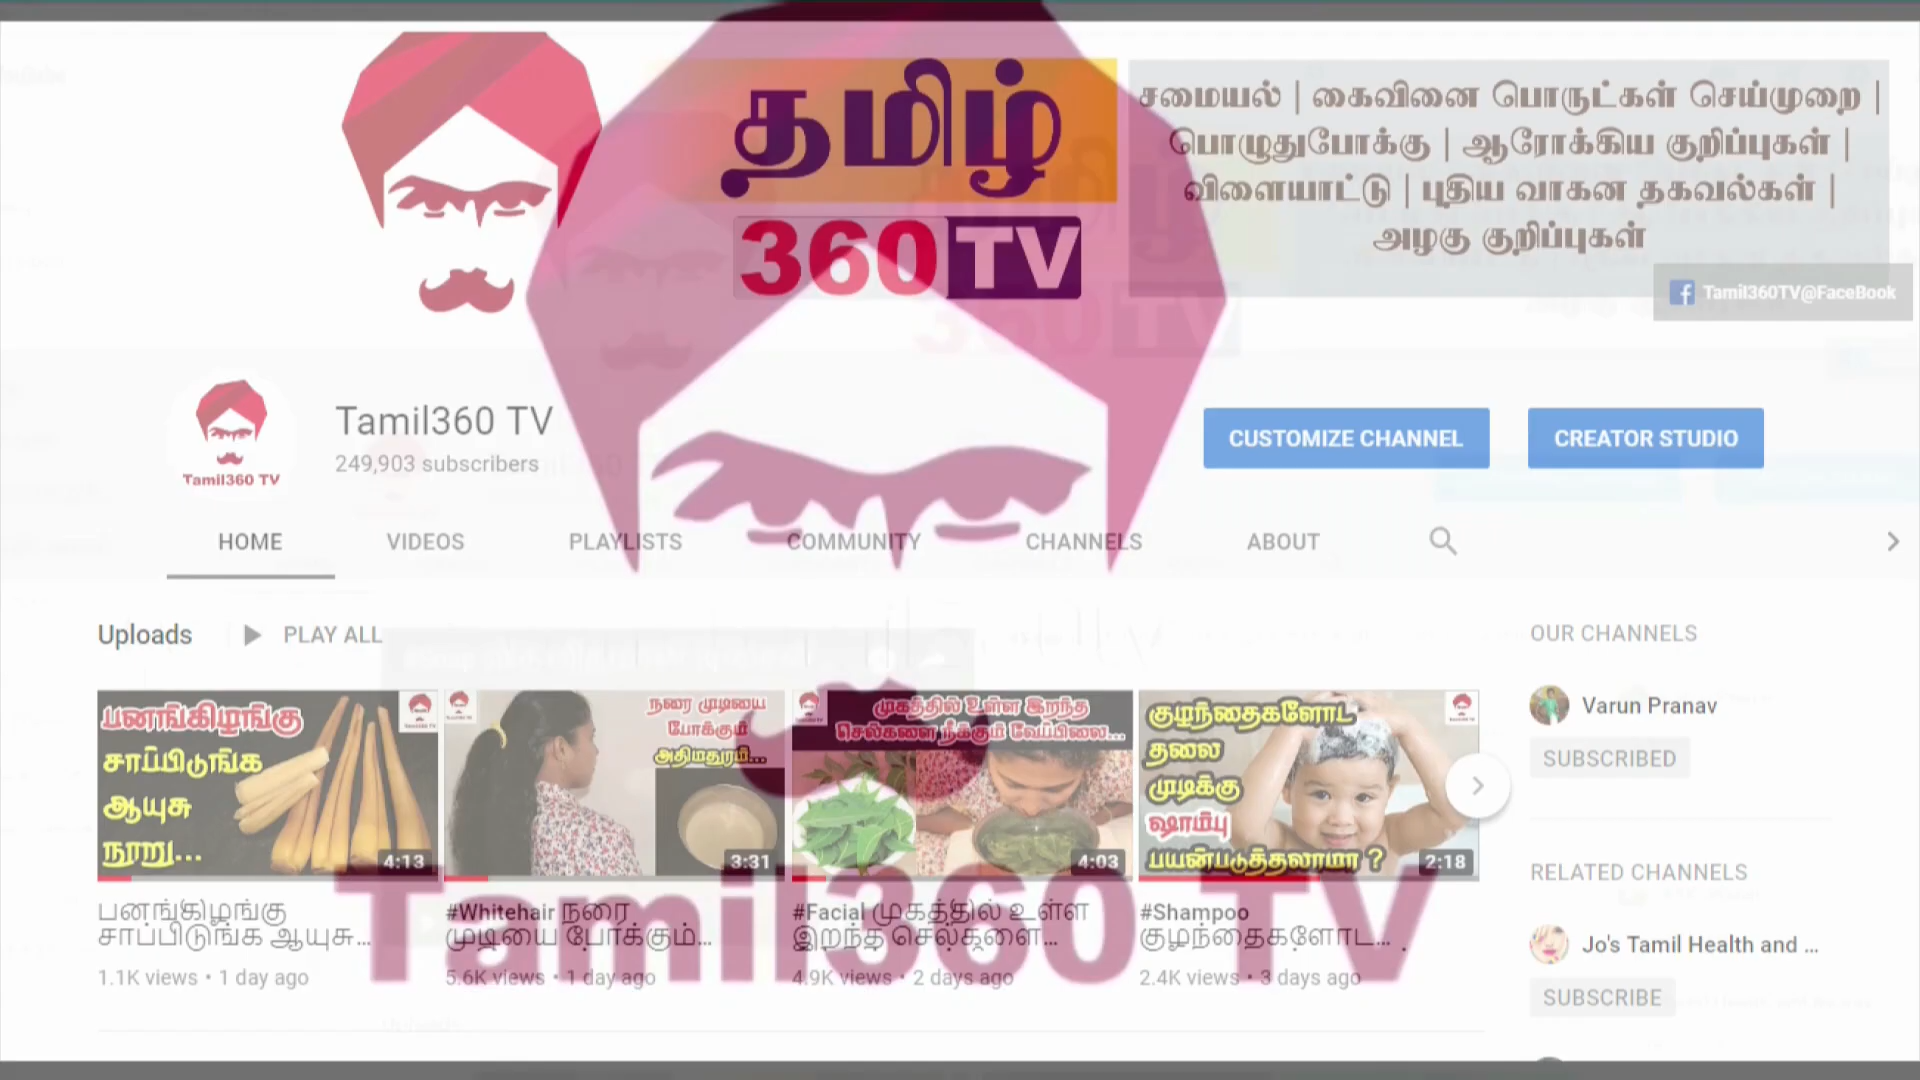 தமிழ்
360 TV
சமையல் | கைவினை பொருட்கள் செய்முறை |
பொழுதுபோக்கு | ஆரோக்கிய குறிப்புகள் |
விளையாட்டு | புதிய வாகன தகவல்கள் |
அழகு குறிப்புகள்
Tamil360TV@FaceBook
Tamil360 TV
Tamil360 TV
249,903 subscribers
CUSTOMIZE CHANNEL
CREATOR STUDIO
HOME VIDEOS PLAYLISTS COMMUNITY CHANNELS ABOUT
Uploads PLAY ALL
பனங்கிழங்கு
சாப்பிடுங்க
ஆயுசு
நூறு...
4:13
நரை முடியை
போக்கும்
அதிமதுரம்...
3:31
முகத்தில் உள்ள இறந்த
செல்களை நீக்கும் வேப்பிலை...
4:03
குழந்தைகளோட
தலை
முடிக்கு
ஷாம்பு
பயன்படுத்தலாமா ?
2:18
பனங்கிழங்கு
சாப்பிடுங்க ஆயுசு...
1.1K views • 1 day ago
#Whitehair நரை
முடியை போக்கும்...
5.6K views • 1 day ago
#Facial முகத்தில் உள்ள
இறந்த செல்களை...
4.9K views • 2 days ago
#Shampoo
குழந்தைகளோட...
2.4K views • 3 days ago
Tamil360 TV
OUR CHANNELS
Varun Pranav
SUBSCRIBED
RELATED CHANNELS
Jo's Tamil Health and ...
SUBSCRIBE